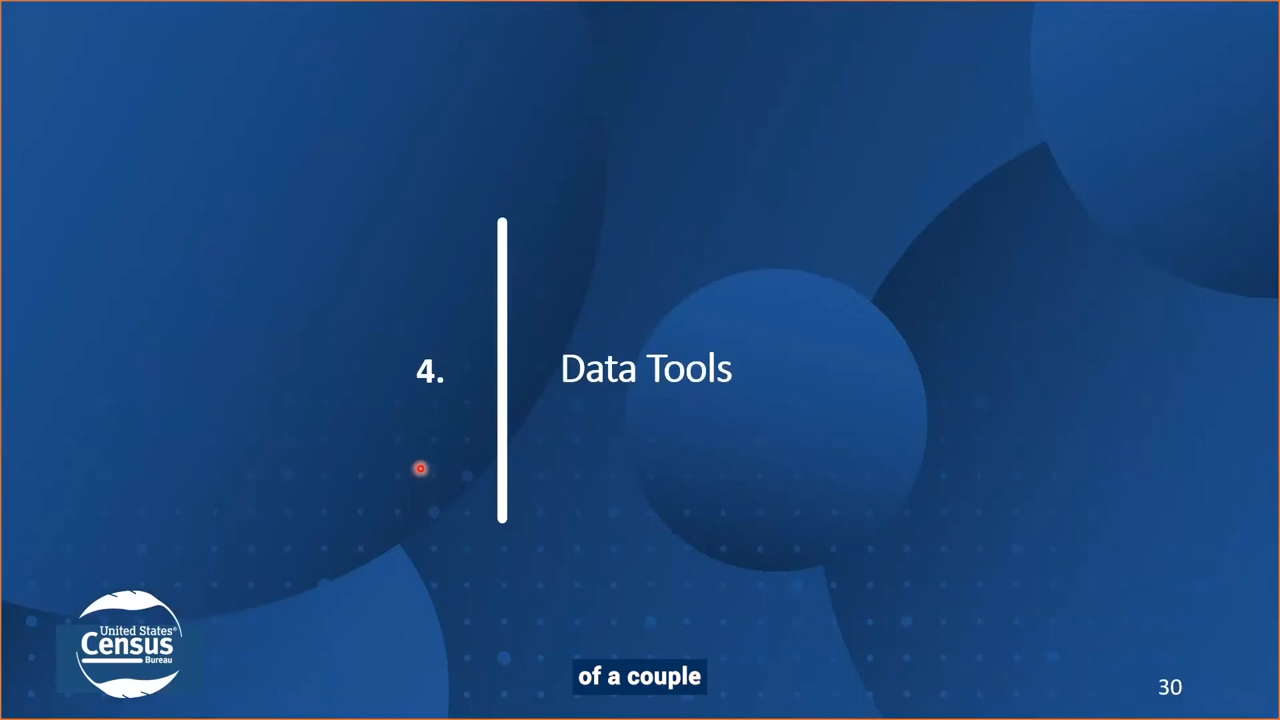 4.
Data Tools
United States®
Census
Bureau
of a couple
30